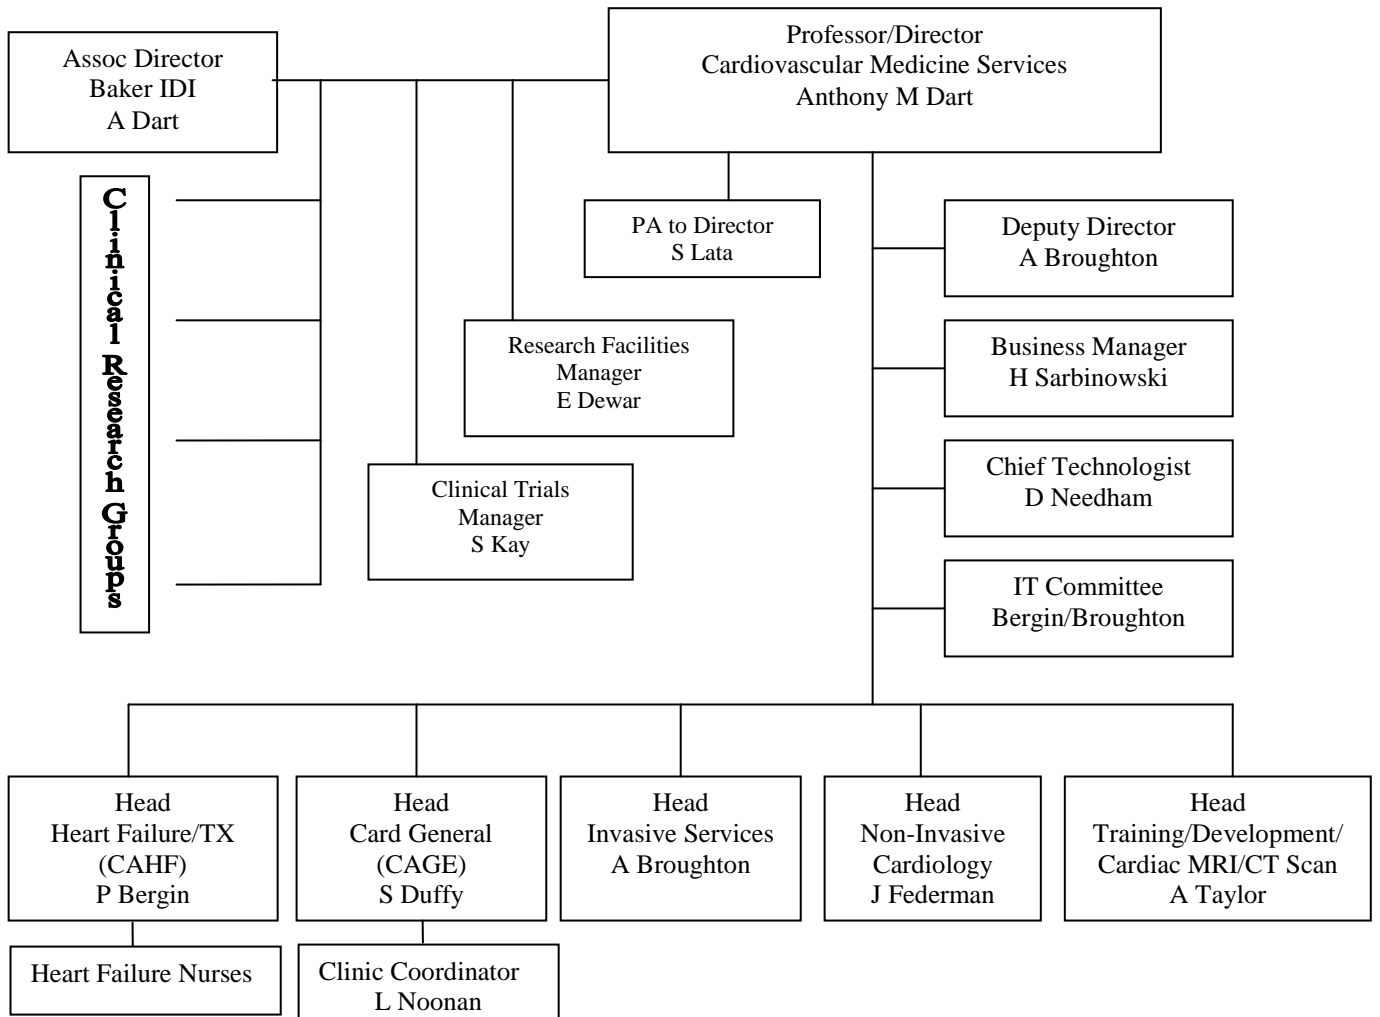 Assoc Director
Baker IDI
A Dart
Professor/Director
Cardiovascular Medicine Services
Anthony M Dart
Clinical Research Groups
PA to Director
S Lata
Deputy Director
A Broughton
Research Facilities
Manager
E Dewar
Business Manager
H Sarbinowski
Clinical Trials
Manager
S Kay
Chief Technologist
D Needham
IT Committee
Bergin/Broughton
Head
Heart Failure/TX
(CAHF)
P Bergin
Head
Card General
(CAGE)
S Duffy
Head
Invasive Services
A Broughton
Head
Non-Invasive
Cardiology
J Federman
Head
Training/Development/
Cardiac MRI/CT Scan
A Taylor
Heart Failure Nurses
Clinic Coordinator
L Noonan